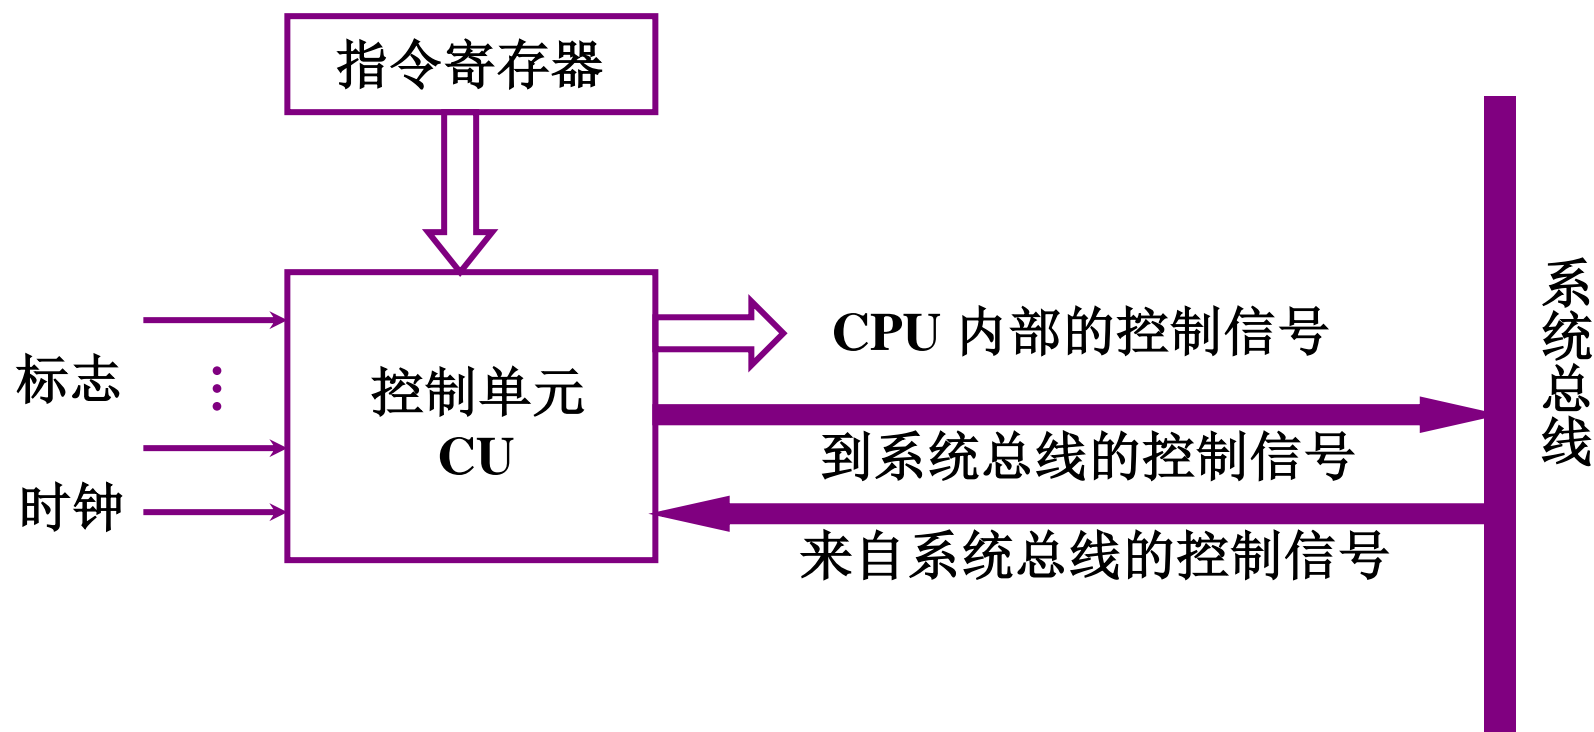 指令寄存器
CPU 内部的控制信号
标志
控制单元
CU
到系统总线的控制信号
时钟
来自系统总线的控制信号
系统总线